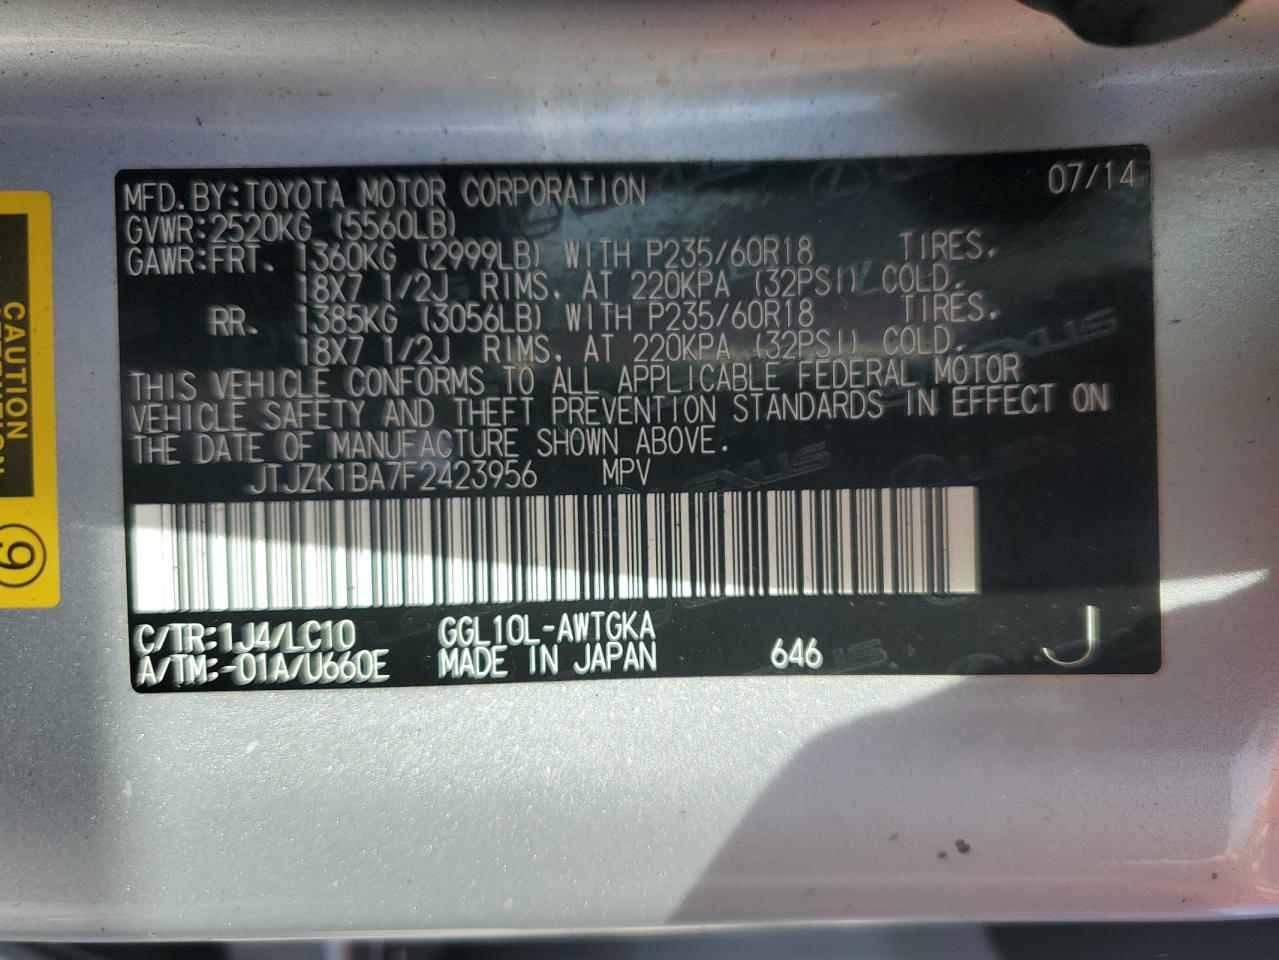 MFD.BY:TOYOTA MOTOR CORPORATION 07/14
GVWR:2520KG (5560LB)
GAWR:FRT. 1360KG (2999LB) WITH P235/60R18 TIRES.
18X7 1/2J RIMS, AT 220KPA (32PSI) COLD.
RR. 1385KG (3056LB) WITH P235/60R18 TIRES.
18X7 1/2J RIMS, AT 220KPA (32PSI) COLD.
THIS VEHICLE CONFORMS TO ALL APPLICABLE FEDERAL MOTOR
VEHICLE SAFETY AND THEFT PREVENTION STANDARDS IN EFFECT ON
THE DATE OF MANUFACTURE SHOWN ABOVE.
JTJZK1BA7F2423956 MPV
C/TR:1J4/LC10 GGL10L-AWTGKA
A/TM:-01A/U660E MADE IN JAPAN 646 J
CAUTION
9
LEXUS